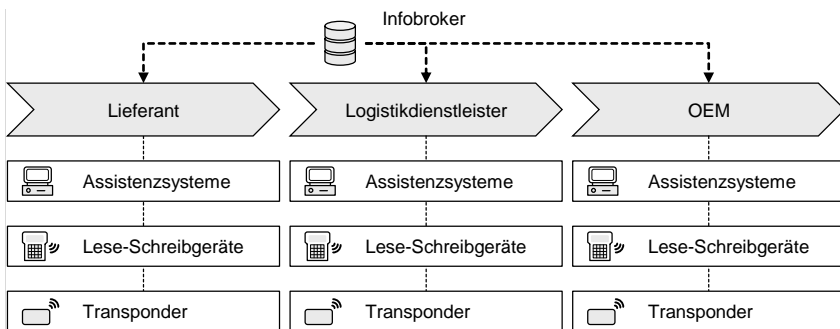 Infobroker
Lieferant
Logistikdienstleister
OEM
Assistenzsysteme
Assistenzsysteme
Assistenzsysteme
Lese-Schreibgeräte
Lese-Schreibgeräte
Lese-Schreibgeräte
Transponder
Transponder
Transponder